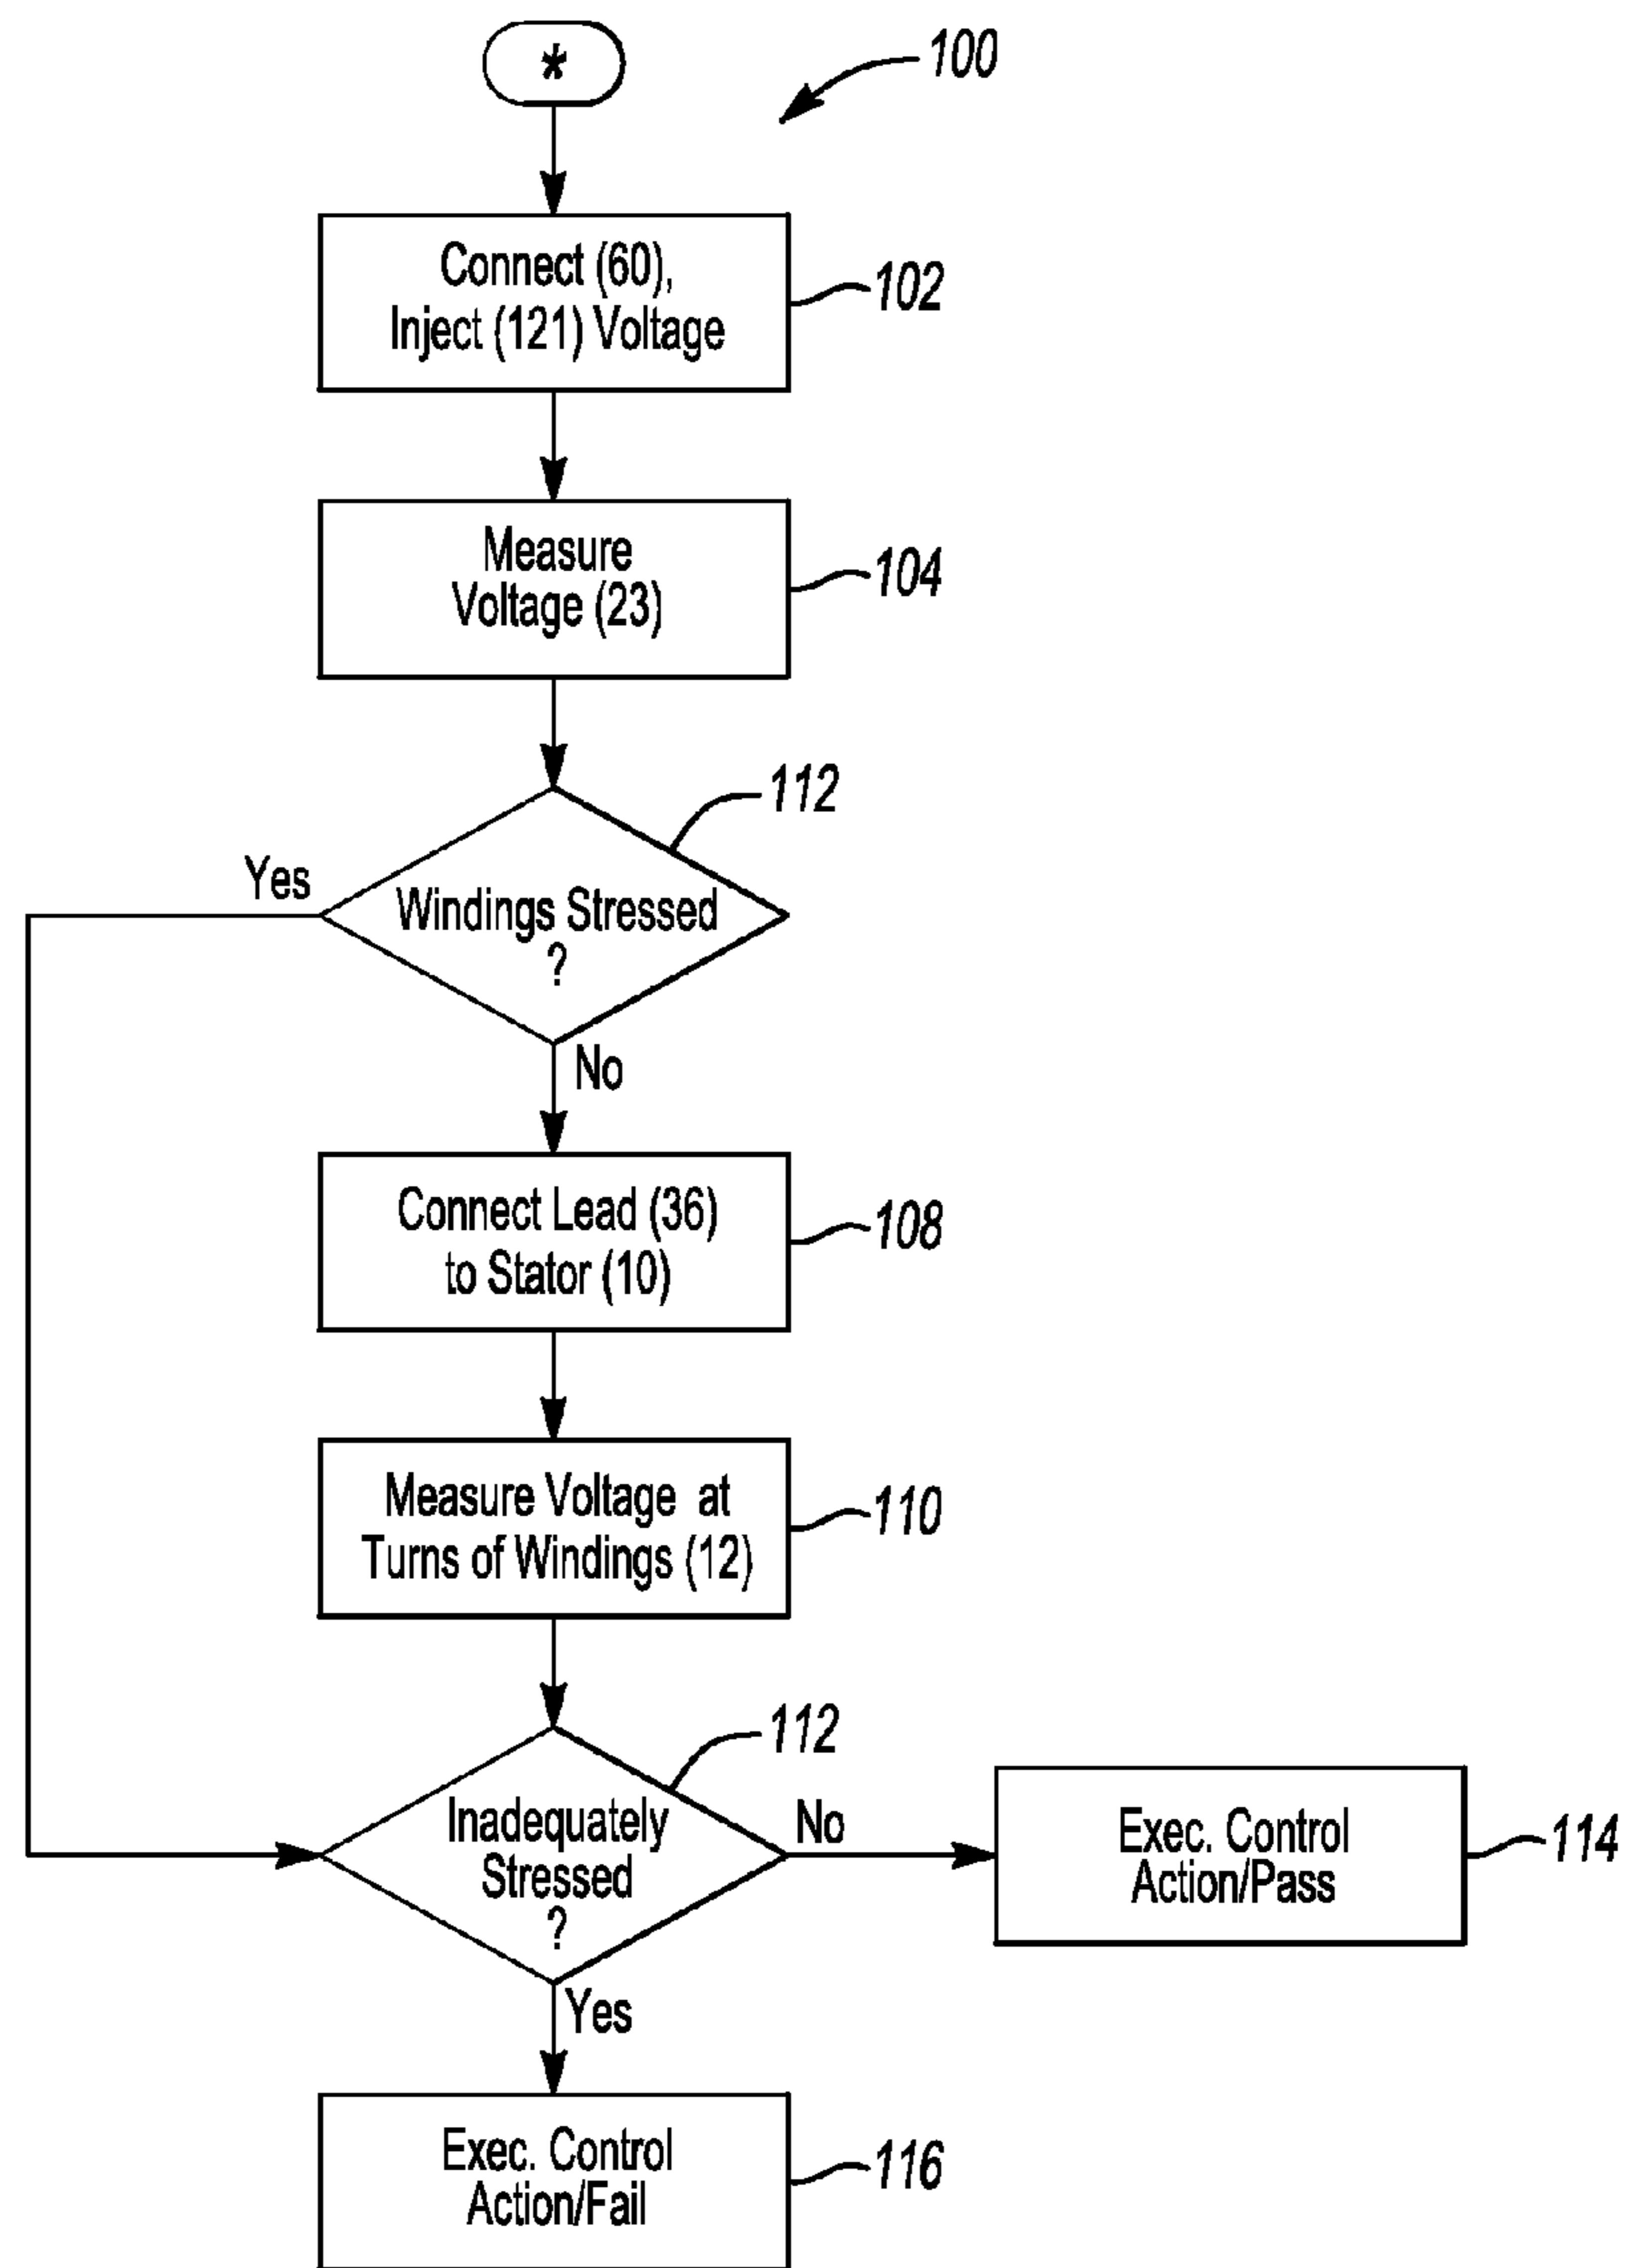 *
100
Connect (60),
Inject (121) Voltage
102
Measure
Voltage (23)
104
112
Yes
Windings Stressed
?
No
Connect Lead (36)
to Stator (10)
108
Measure Voltage at
Turns of Windings (12)
110
112
Inadequately
Stressed
?
No
Exec. Control
Action/Pass
114
Yes
Exec. Control
Action/Fail
116